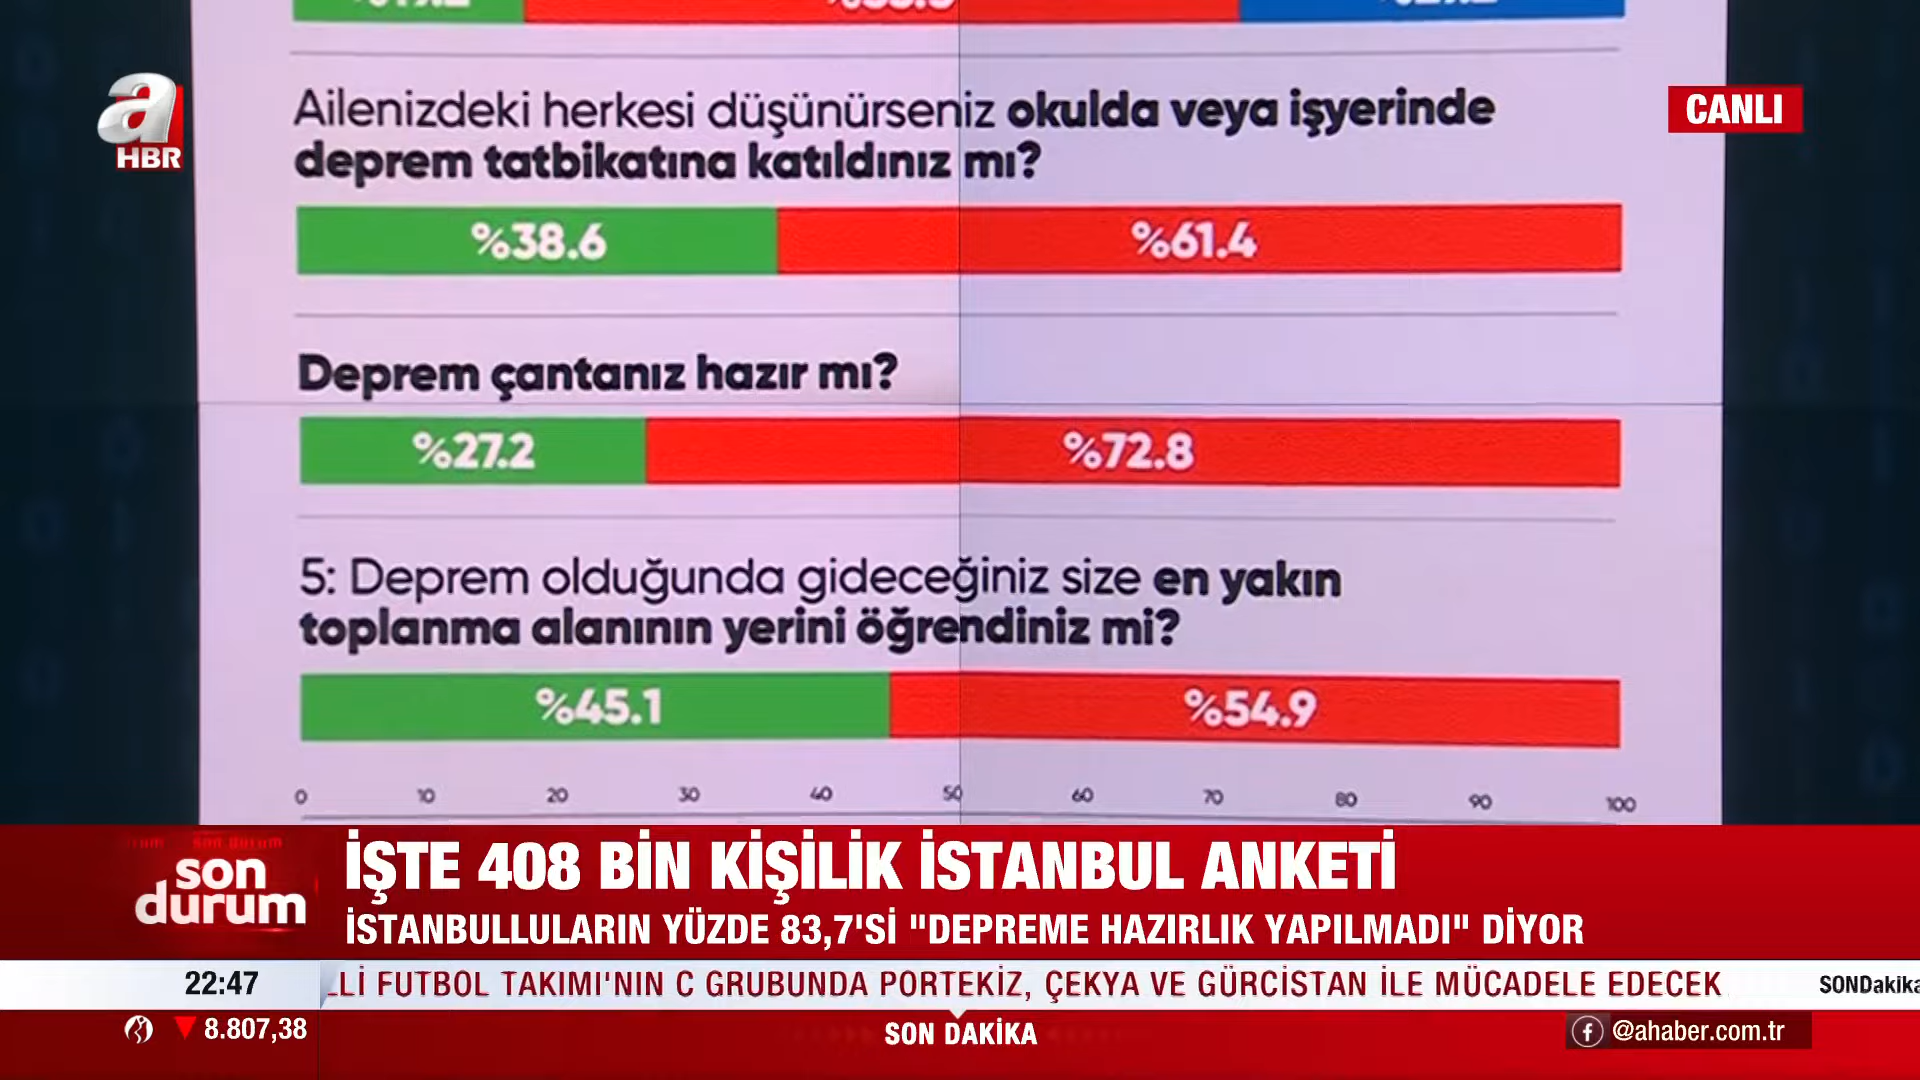 a
HBR
CANLI
Ailenizdeki herkesi düşünürseniz okulda veya işyerinde
deprem tatbikatına katıldınız mı?
%38.6 %61.4
Deprem çantanız hazır mı?
%27.2 %72.8
5: Deprem olduğunda gideceğiniz size en yakın
toplanma alanının yerini öğrendiniz mi?
%45.1 %54.9
0 10 20 30 40 50 60 70 80 90 100
son
durum
İŞTE 408 BİN KİŞİLİK İSTANBUL ANKETİ
İSTANBULLULARIN YÜZDE 83,7'Sİ "DEPREME HAZIRLIK YAPILMADI" DİYOR
22:47
LLİ FUTBOL TAKIMI'NIN C GRUBUNDA PORTEKİZ, ÇEKYA VE GÜRCİSTAN İLE MÜCADELE EDECEK
SONDakika
8.807,38
SON DAKİKA
@ahaber.com.tr